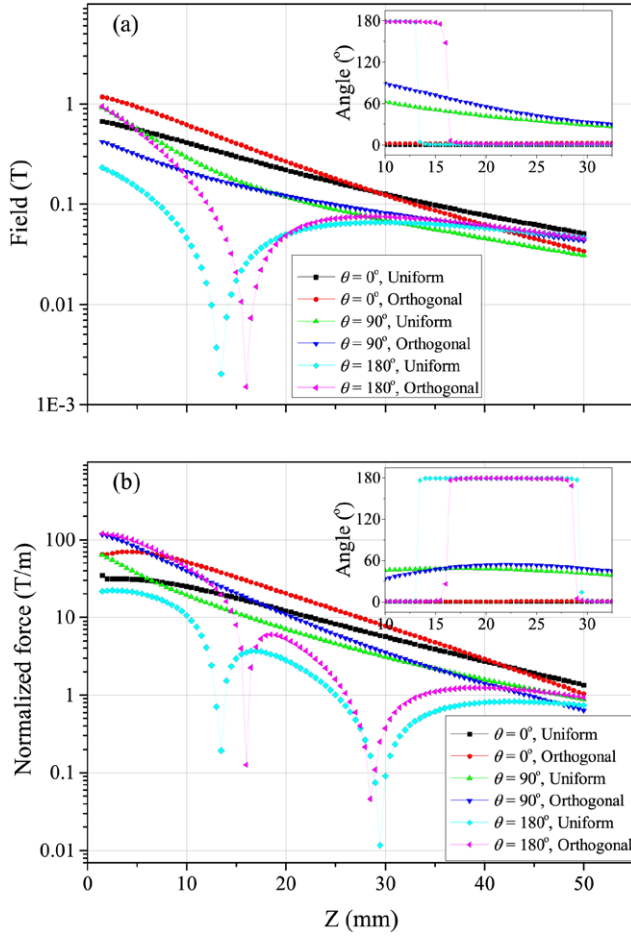 (a)
Field (T)
1
0.1
0.01
1E-3
Angle (°)
180
120
60
0
10 15 20 25 30
θ = 0°, Uniform
θ = 0°, Orthogonal
θ = 90°, Uniform
θ = 90°, Orthogonal
θ = 180°, Uniform
θ = 180°, Orthogonal
(b)
Normalized force (T/m)
100
10
1
0.1
0.01
Angle (°)
180
120
60
0
10 15 20 25 30
θ = 0°, Uniform
θ = 0°, Orthogonal
θ = 90°, Uniform
θ = 90°, Orthogonal
θ = 180°, Uniform
θ = 180°, Orthogonal
0 10 20 30 40 50
Z (mm)